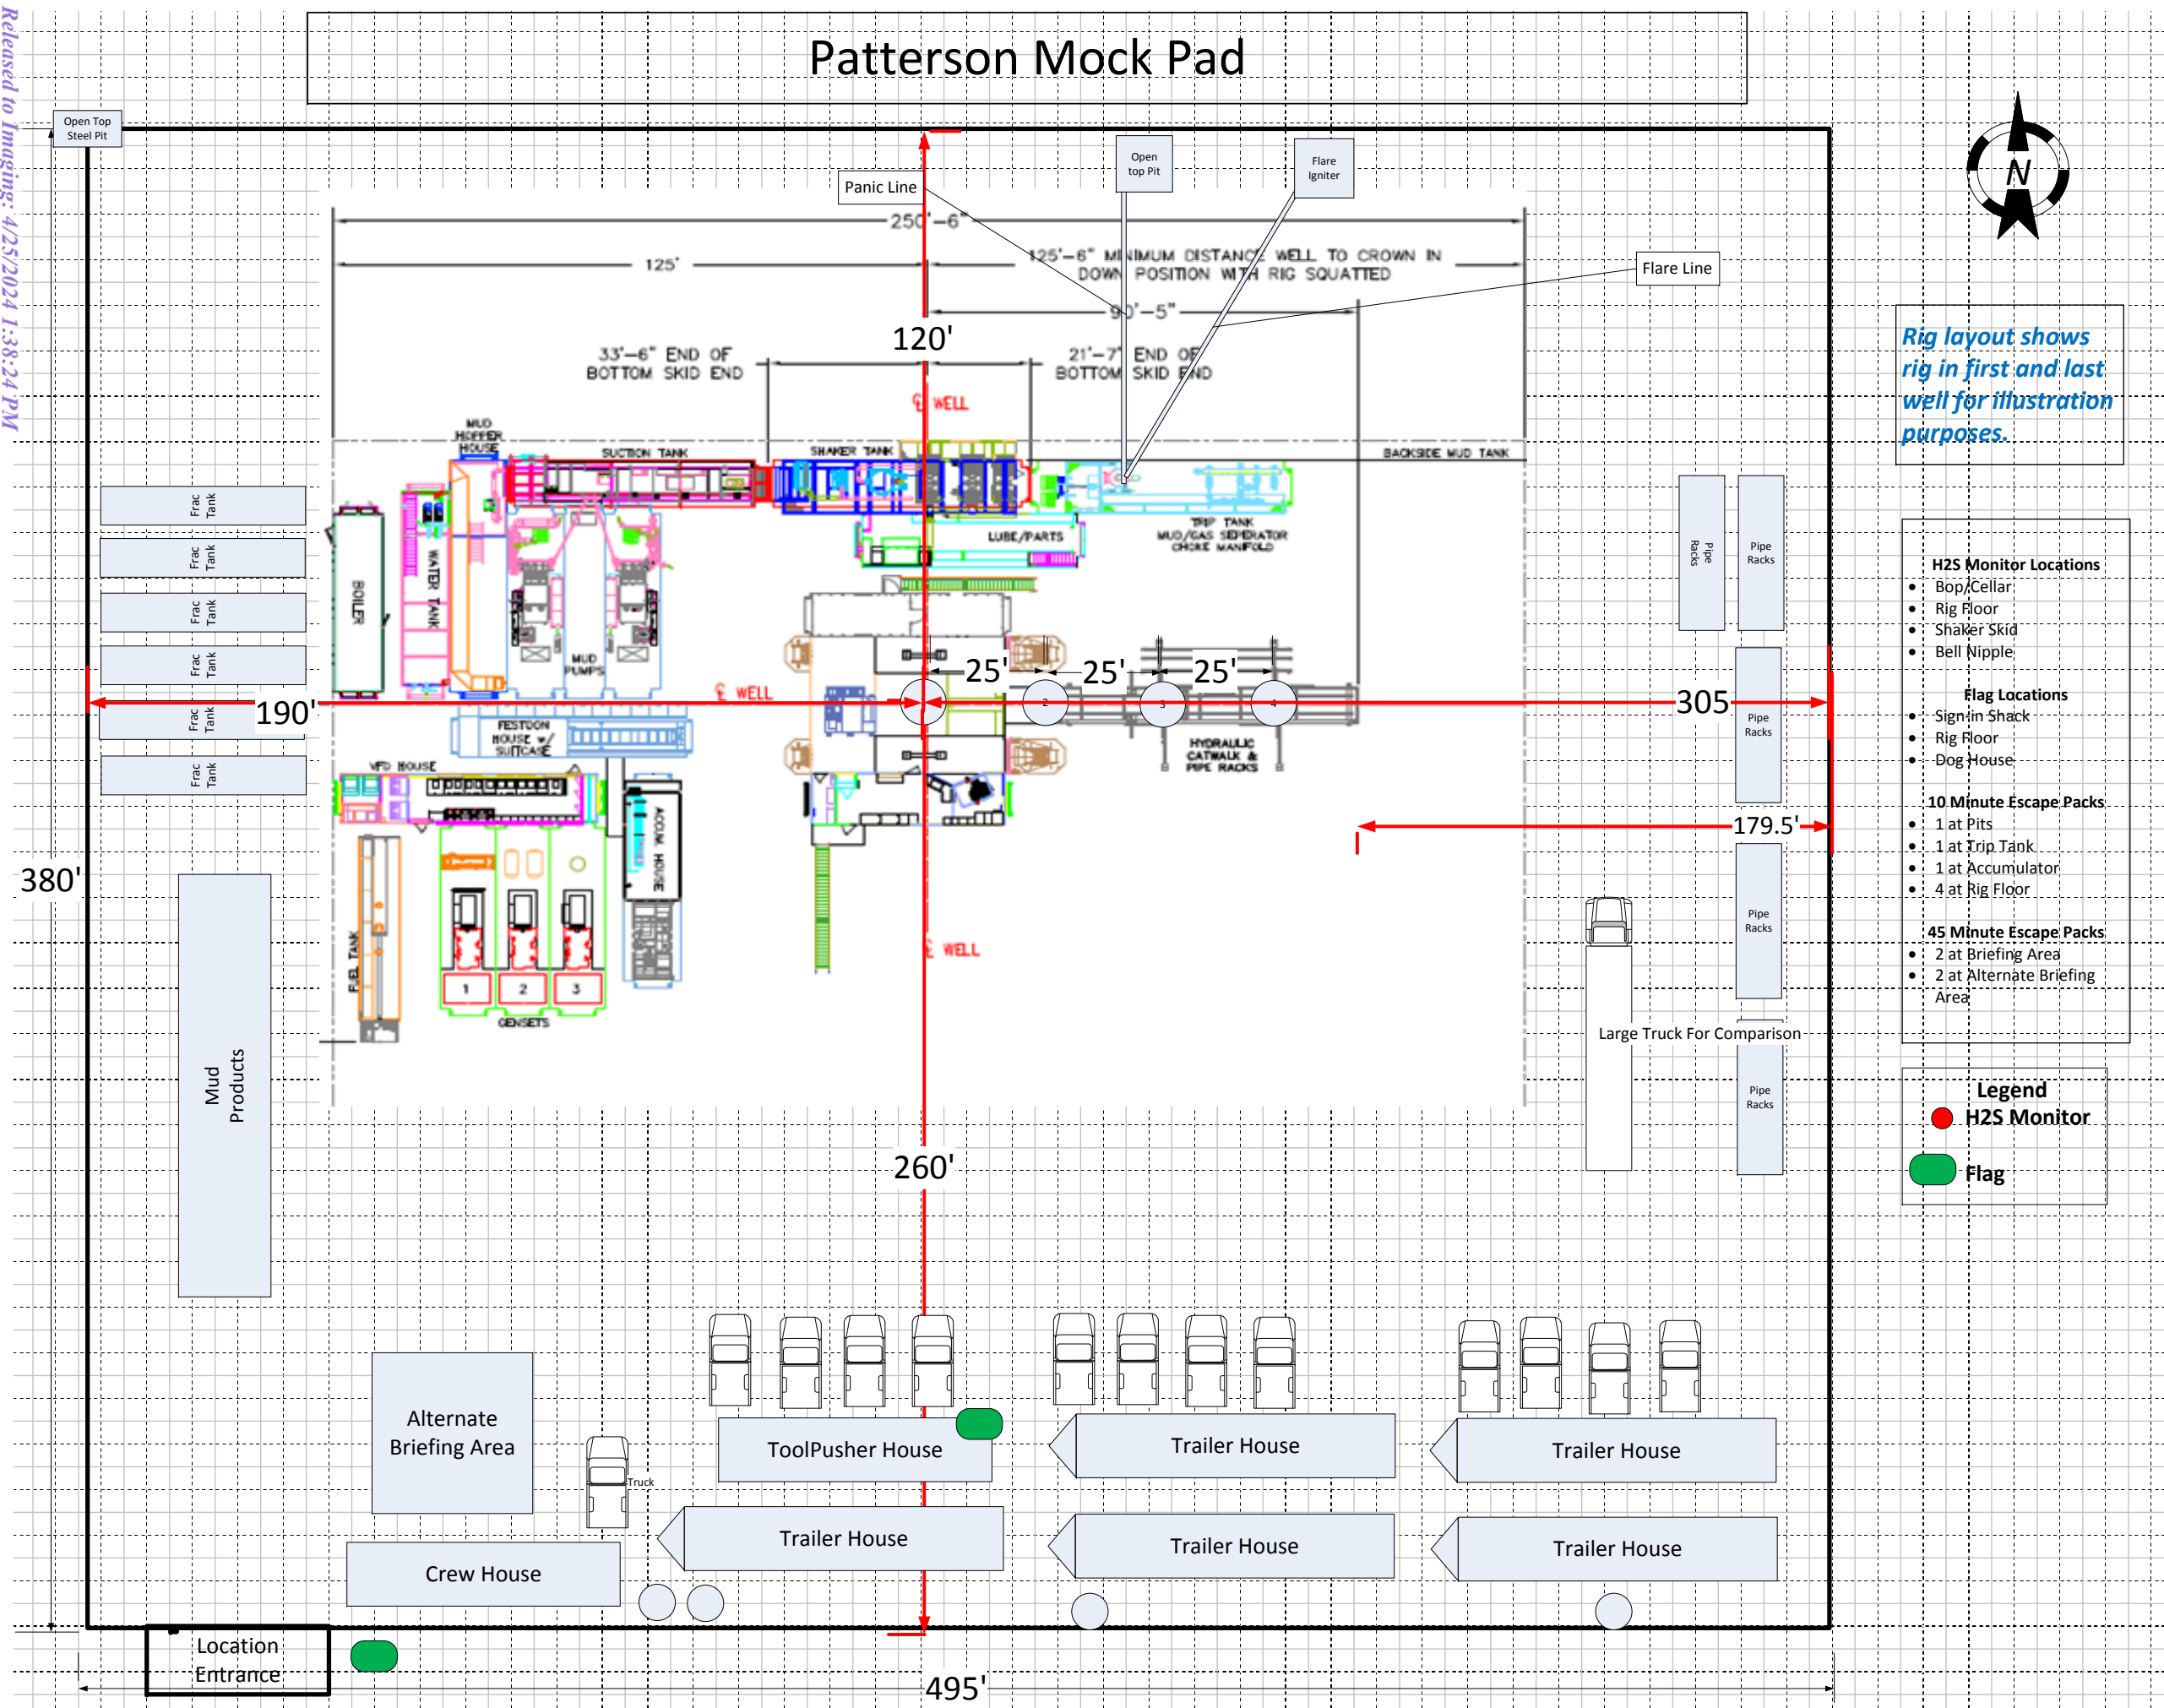 Released to Imaging: 4/25/2024 1:38:24 PM
Patterson Mock Pad
Open Top
Steel Pit
Open
top Pit
Flare
Igniter
N
Panic Line
250'-6"
125'
125'-6" MINIMUM DISTANCE WELL TO CROWN IN
DOWN POSITION WITH RIG SQUATTED
Flare Line
90'-5"
120'
33'-6" END OF
BOTTOM SKID END
21'-7" END OF
BOTTOM SKID END
Rig layout shows
rig in first and last
well for illustration
purposes.
℄ WELL
MUD
HOPPER
HOUSE
SUCTION TANK
SHAKER TANK
BACKSIDE MUD TANK
Frac
Tank
Frac
Tank
Frac
Tank
Frac
Tank
Frac
Tank
Frac
Tank
BOILER
WATER TANK
LUBE/PARTS
TRIP TANK
MUD/GAS SEPERATOR
CHOKE MANIFOLD
Pipe
Racks
Pipe
Racks
MUD
PUMPS
25'
25'
25'
℄ WELL
2
3
4
190'
305
Pipe
Racks
FESTOON
HOUSE w/
SUITCASE
HYDRAULIC
CATWALK &
PIPE RACKS
VFD HOUSE
ACCUM. HOUSE
179.5'
380'
FUEL TANK
1
2
3
GENSETS
℄ WELL
Pipe
Racks
Large Truck For Comparison
Pipe
Racks
Mud
Products
260'
H2S Monitor Locations
• Bop/Cellar
• Rig Floor
• Shaker Skid
• Bell Nipple
Flag Locations
• Sign-in Shack
• Rig Floor
• Dog House
10 Minute Escape Packs
• 1 at Pits
• 1 at Trip Tank
• 1 at Accumulator
• 4 at Rig Floor
45 Minute Escape Packs
• 2 at Briefing Area
• 2 at Alternate Briefing
Area
Legend
H2S Monitor
Flag
Alternate
Briefing Area
Truck
ToolPusher House
Trailer House
Trailer House
Trailer House
Trailer House
Trailer House
Crew House
Location
Entrance
495'